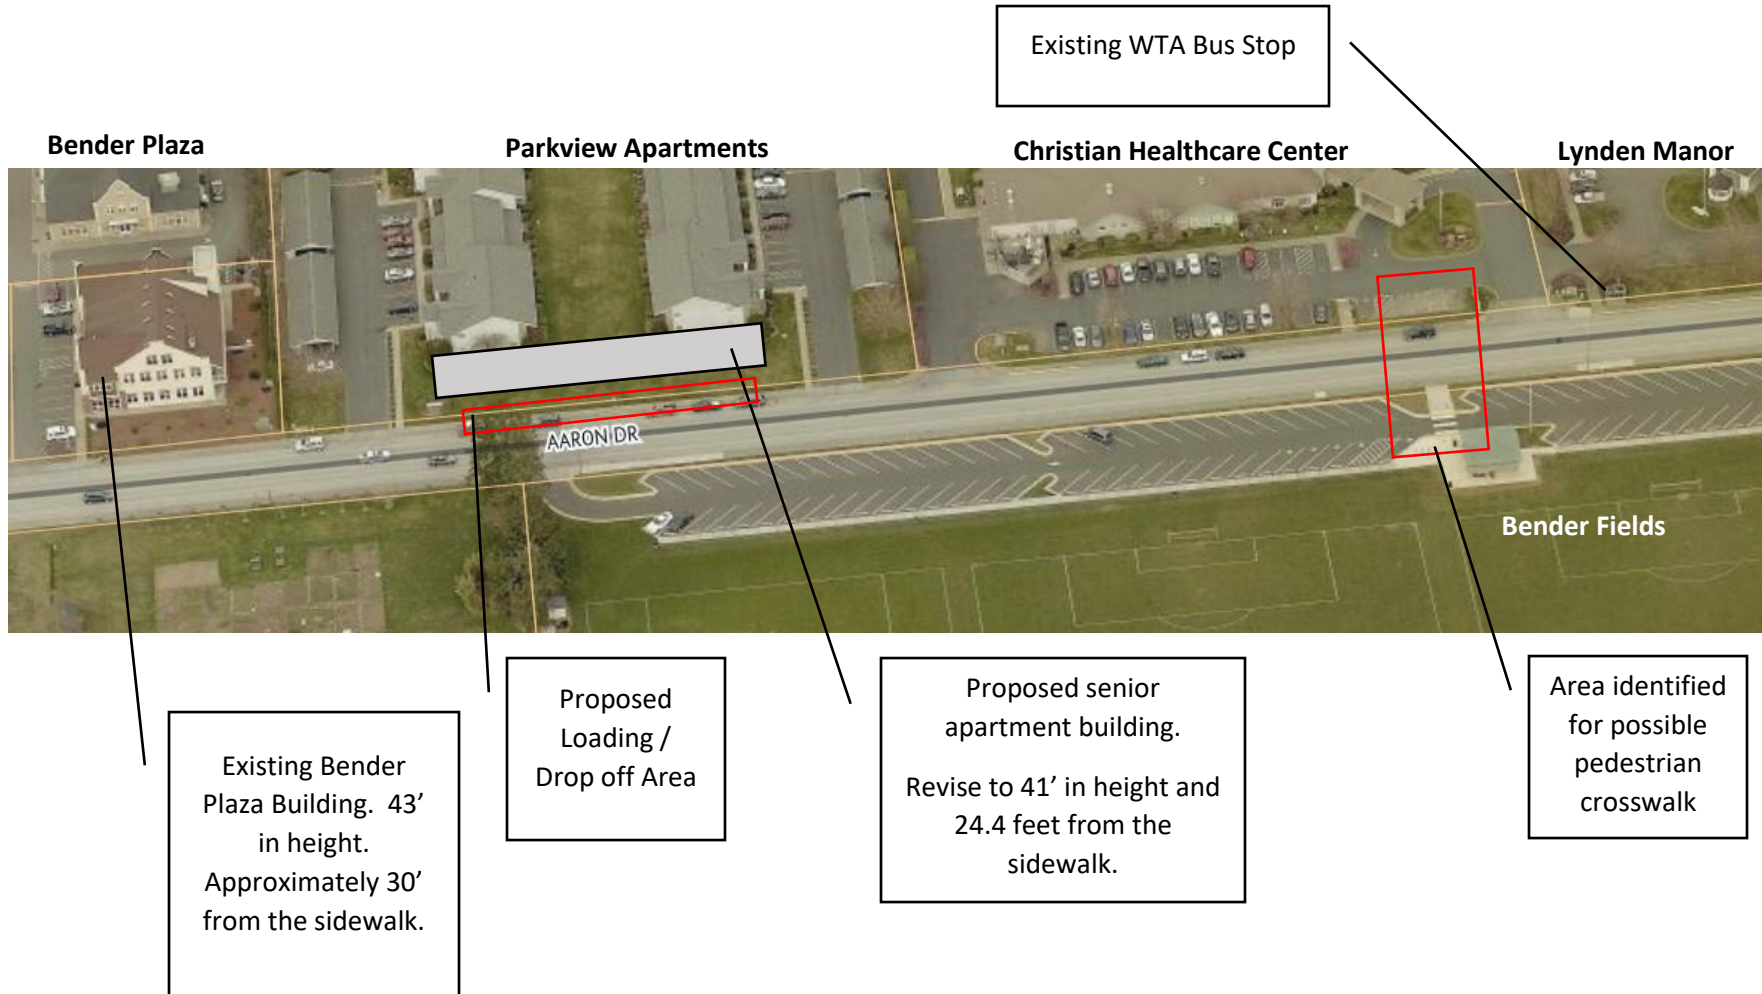 Existing WTA Bus Stop
Bender Plaza
Parkview Apartments
Christian Healthcare Center
Lynden Manor
AARON DR
Bender Fields
Existing Bender
Plaza Building.  43’
in height.
Approximately 30’
from the sidewalk.
Proposed
Loading /
Drop off Area
Proposed senior
apartment building.
Revise to 41’ in height and
24.4 feet from the
sidewalk.
Area identified
for possible
pedestrian
crosswalk